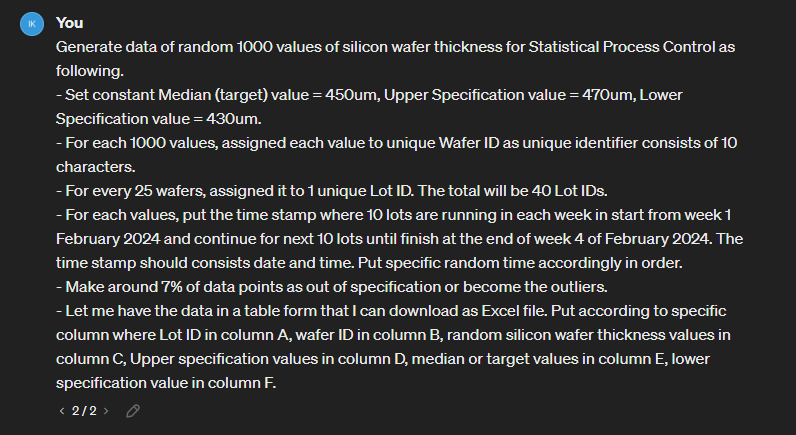 IK You
Generate data of random 1000 values of silicon wafer thickness for Statistical Process Control as
following.
- Set constant Median (target) value = 450um, Upper Specification value = 470um, Lower
Specification value = 430um.
- For each 1000 values, assigned each value to unique Wafer ID as unique identifier consists of 10
characters.
- For every 25 wafers, assigned it to 1 unique Lot ID. The total will be 40 Lot IDs.
- For each values, put the time stamp where 10 lots are running in each week in start from week 1
February 2024 and continue for next 10 lots until finish at the end of week 4 of February 2024. The
time stamp should consists date and time. Put specific random time accordingly in order.
- Make around 7% of data points as out of specification or become the outliers.
- Let me have the data in a table form that I can download as Excel file. Put according to specific
column where Lot ID in column A, wafer ID in column B, random silicon wafer thickness values in
column C, Upper specification values in column D, median or target values in column E, lower
specification value in column F.
< 2/2 >